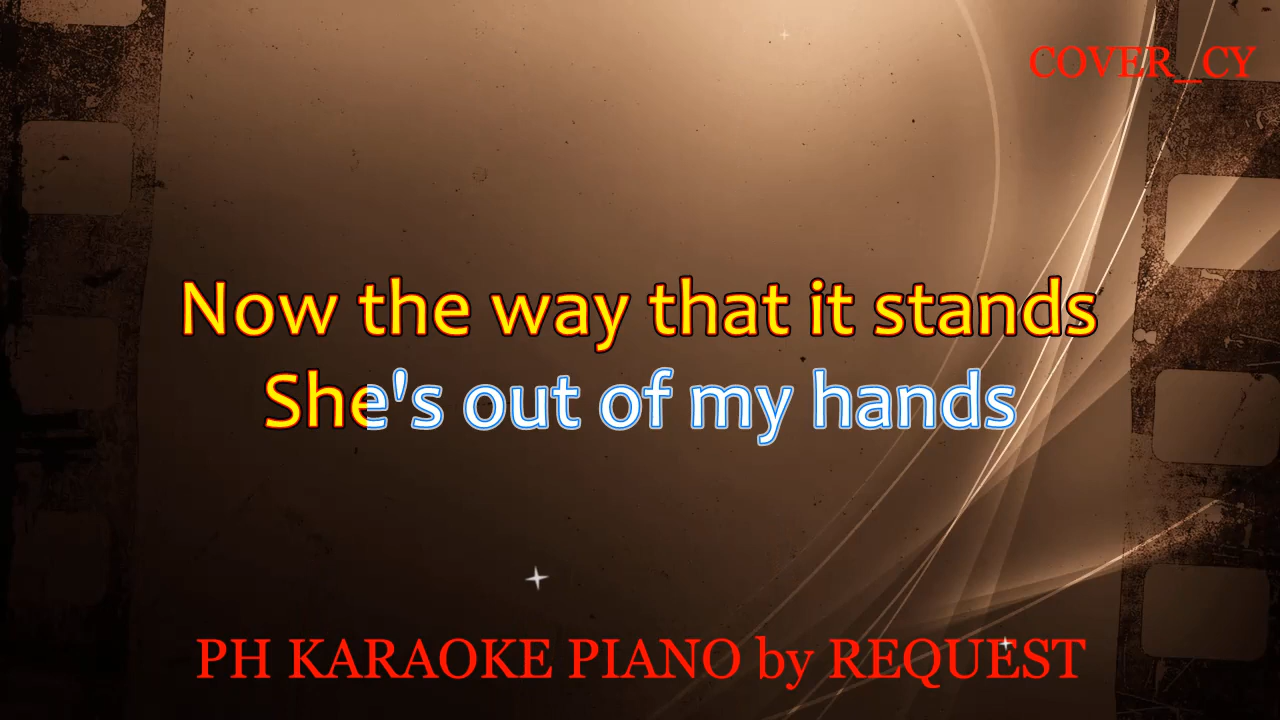 COVER_CY
Now the way that it stands
She's out of my hands
PH KARAOKE PIANO by REQUEST